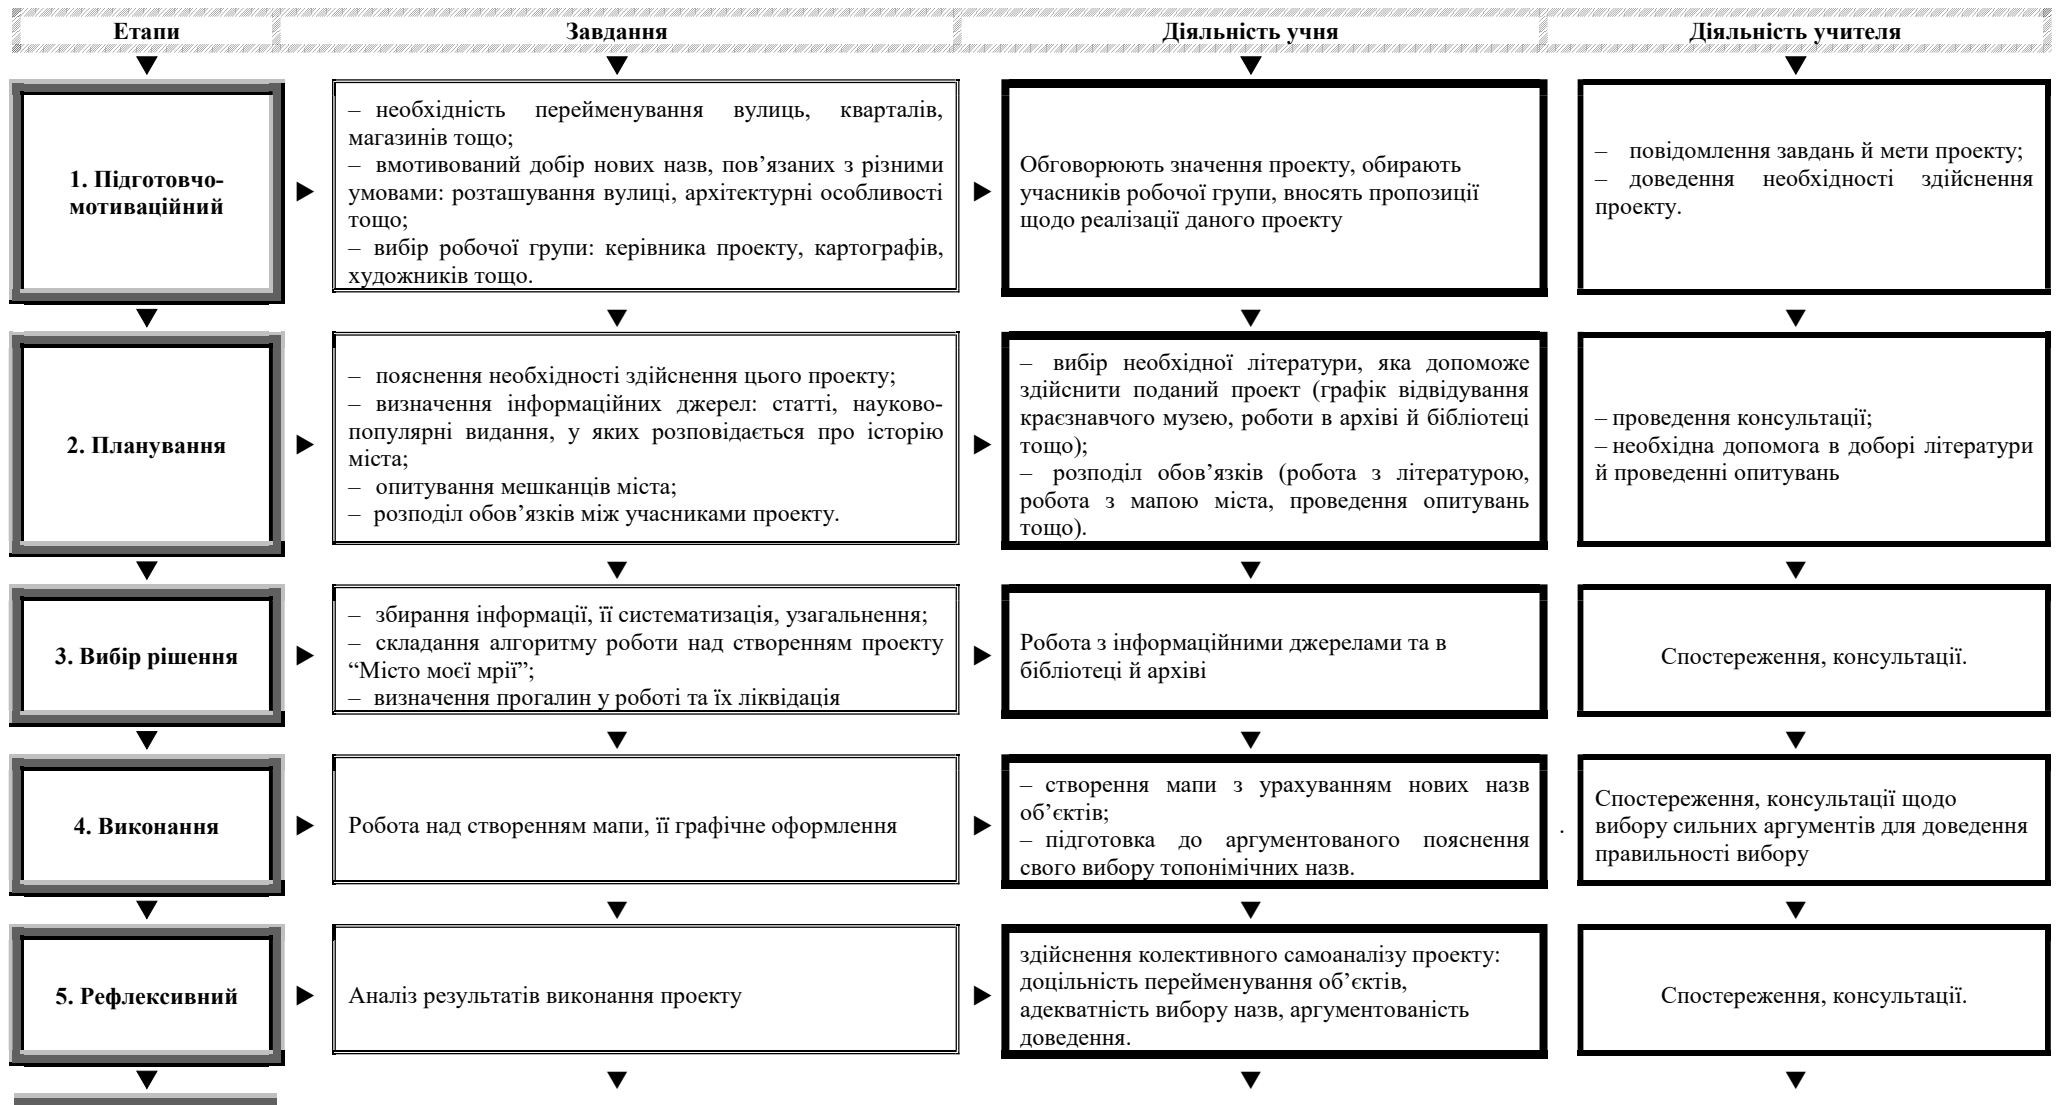 Етапи
Завдання
Діяльність учня
Діяльність учителя
1. Підготовчо-
мотиваційний
– необхідність перейменування вулиць, кварталів,
магазинів тощо;
– вмотивований добір нових назв, пов’язаних з різними
умовами: розташування вулиці, архітектурні особливості
тощо;
– вибір робочої групи: керівника проекту, картографів,
художників тощо.
Обговорюють значення проекту, обирають
учасників робочої групи, вносять пропозиції
щодо реалізації даного проекту
– повідомлення завдань й мети проекту;
– доведення необхідності здійснення
проекту.
2. Планування
– пояснення необхідності здійснення цього проекту;
– визначення інформаційних джерел: статті, науково-
популярні видання, у яких розповідається про історію
міста;
– опитування мешканців міста;
– розподіл обов’язків між учасниками проекту.
– вибір необхідної літератури, яка допоможе
здійснити поданий проект (графік відвідування
краєзнавчого музею, роботи в архіві й бібліотеці
тощо);
– розподіл обов’язків (робота з літературою,
робота з мапою міста, проведення опитувань
тощо).
– проведення консультації;
– необхідна допомога в доборі літератури
й проведенні опитувань
3. Вибір рішення
– збирання інформації, її систематизація, узагальнення;
– складання алгоритму роботи над створенням проекту
“Місто моєї мрії”;
– визначення прогалин у роботі та їх ліквідація
Робота з інформаційними джерелами та в
бібліотеці й архіві
Спостереження, консультації.
4. Виконання
Робота над створенням мапи, її графічне оформлення
– створення мапи з урахуванням нових назв
об’єктів;
– підготовка до аргументованого пояснення
свого вибору топонімічних назв.
.
Спостереження, консультації щодо
вибору сильних аргументів для доведення
правильності вибору
5. Рефлексивний
Аналіз результатів виконання проекту
здійснення колективного самоаналізу проекту:
доцільність перейменування об’єктів,
адекватність вибору назв, аргументованість
доведення.
Спостереження, консультації.